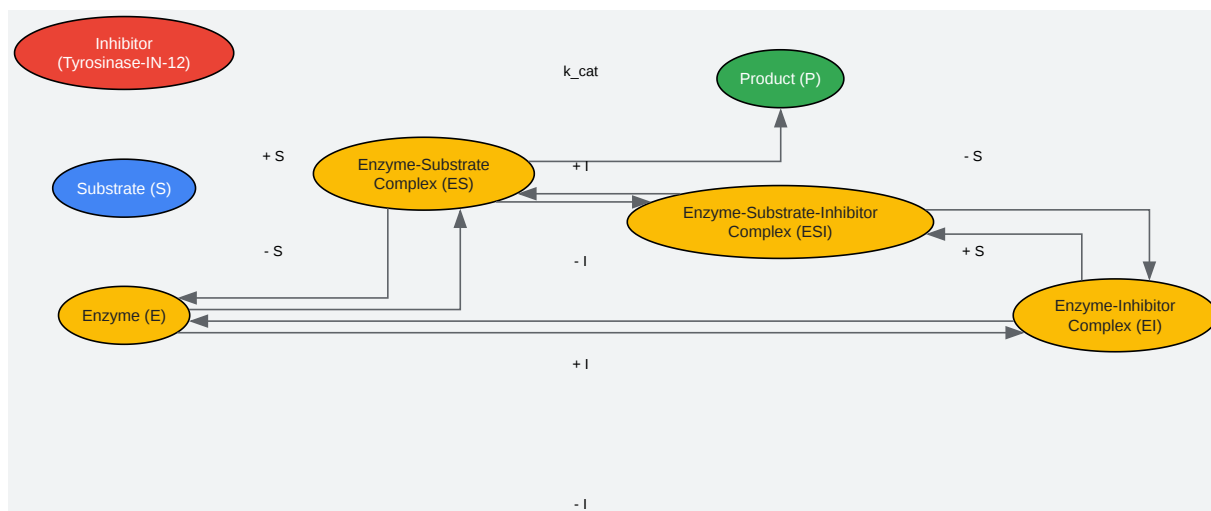 Inhibitor
(Tyrosinase-IN-12)
k_cat
Product (P)
+ S
Enzyme-Substrate
Complex (ES)
+ I
- S
Substrate (S)
Enzyme-Substrate-Inhibitor
Complex (ESI)
- S
- I
+ S
Enzyme (E)
Enzyme-Inhibitor
Complex (EI)
+ I
- I